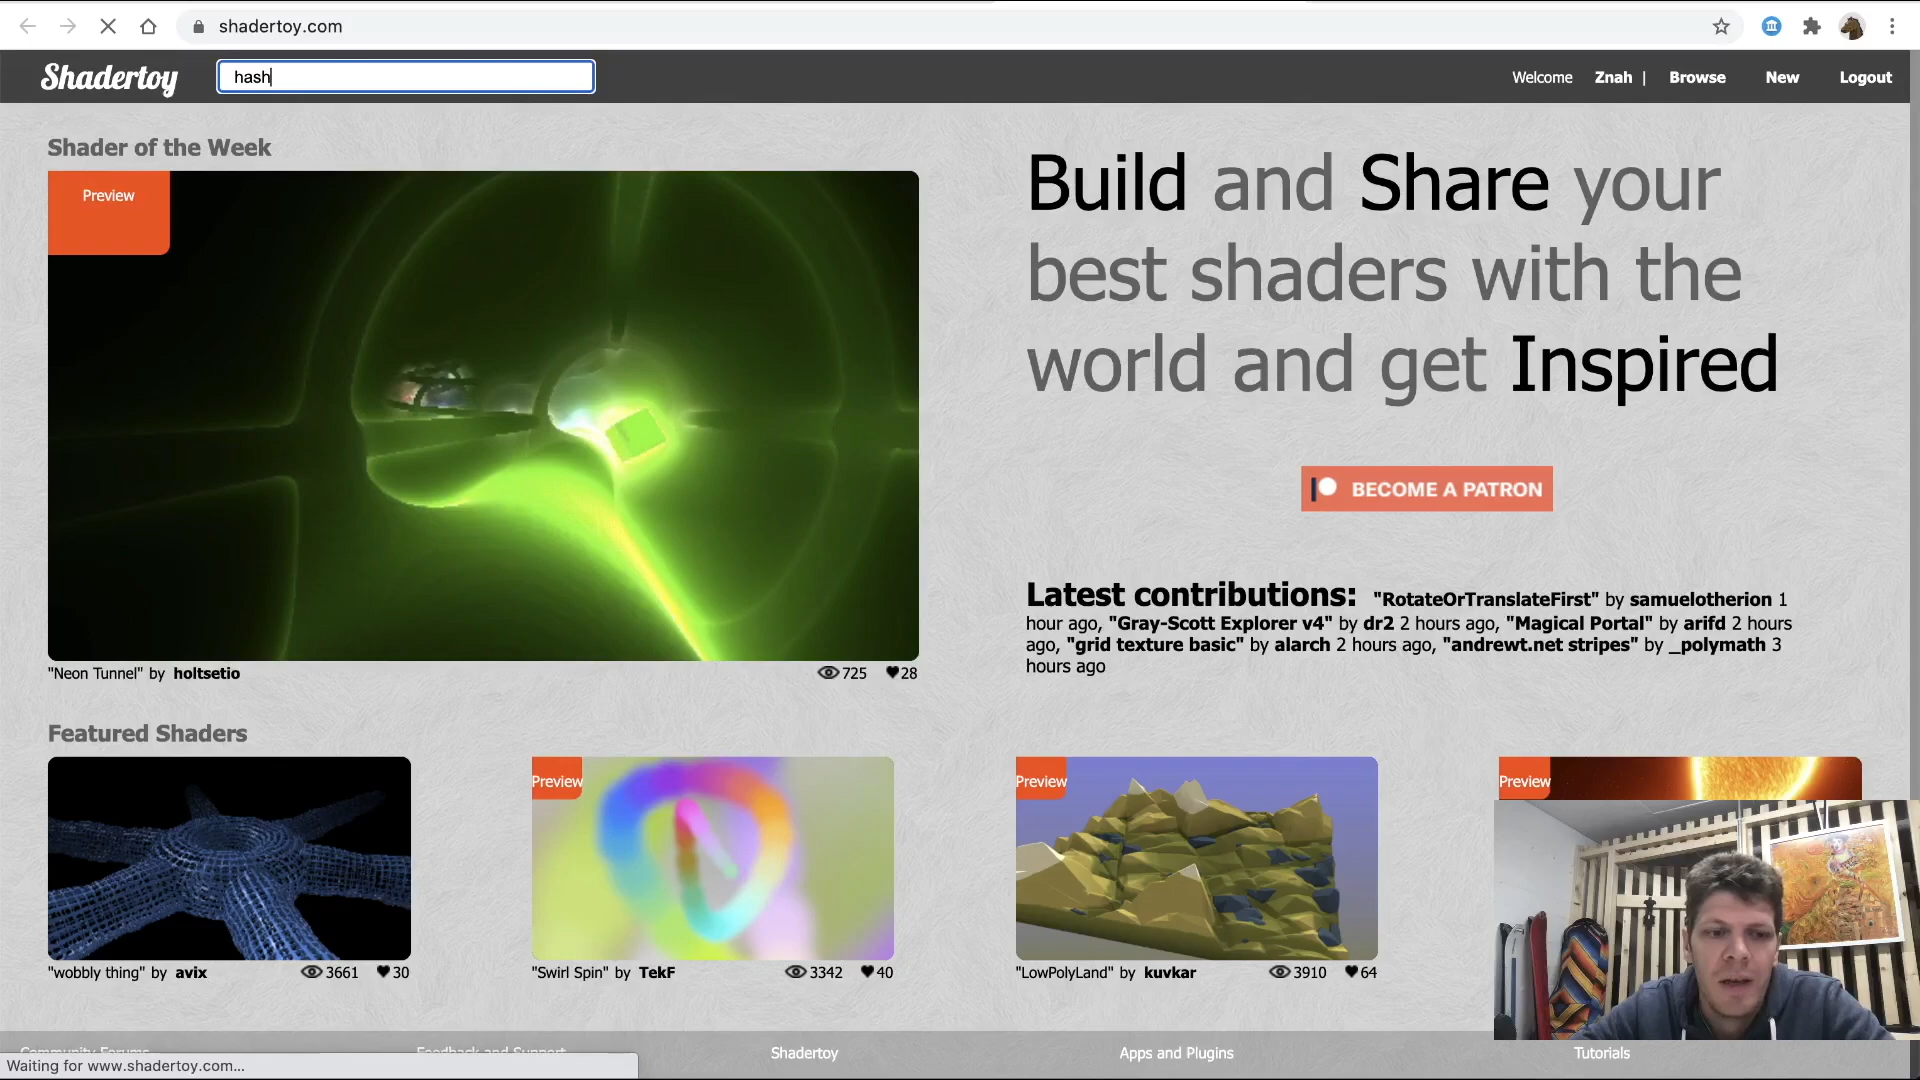 shadertoy.com
Shadertoy
hash
Welcome Znah | Browse New Logout
Shader of the Week
Preview
"Neon Tunnel" by holtsetio
725 28
Build and Share your
best shaders with the
world and get Inspired
BECOME A PATRON
Latest contributions: "RotateOrTranslateFirst" by samuelotherion 1
hour ago, "Gray-Scott Explorer v4" by dr2 2 hours ago, "Magical Portal" by arifd 2 hours
ago, "grid texture basic" by alarch 2 hours ago, "andrewt.net stripes" by _polymath 3
hours ago
Featured Shaders
Preview
Preview
Preview
"wobbly thing" by avix 3661 30
"Swirl Spin" by TekF 3342 40
"LowPolyLand" by kuvkar 3910 64
Community Forums
Feedback and Support
Shadertoy
Apps and Plugins
Tutorials
Waiting for www.shadertoy.com...